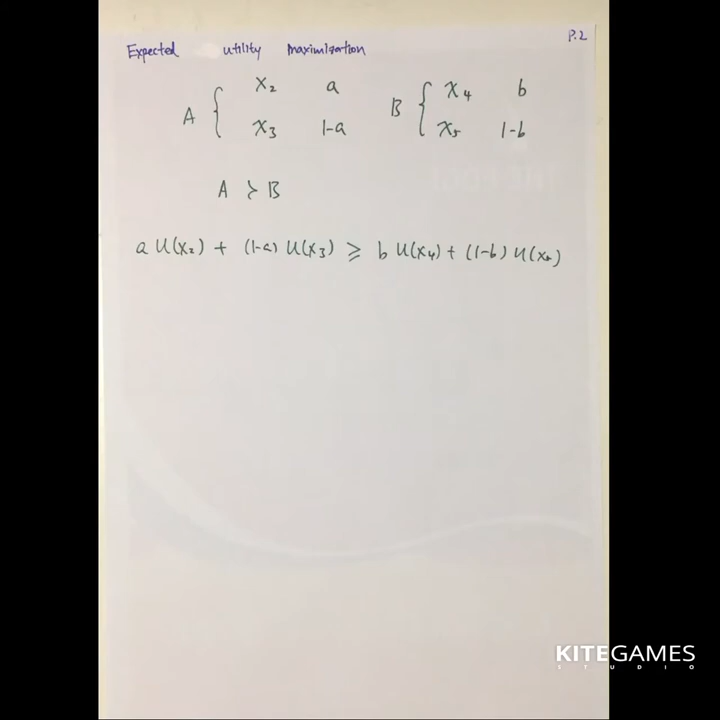 P.2
Expected utility maximization
A { x₂ a B { x₄ b
x₃ 1-a x₅ 1-b
A ≻ B
a U(x₂) + (1-a) U(x₃) ≥ b U(x₄) + (1-b) U(x₅)
KITEGAMES
STUDIO